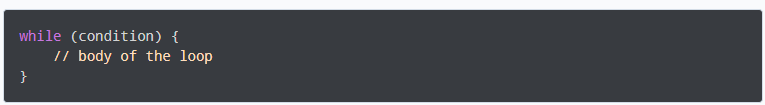 while (condition) {
    // body of the loop
}